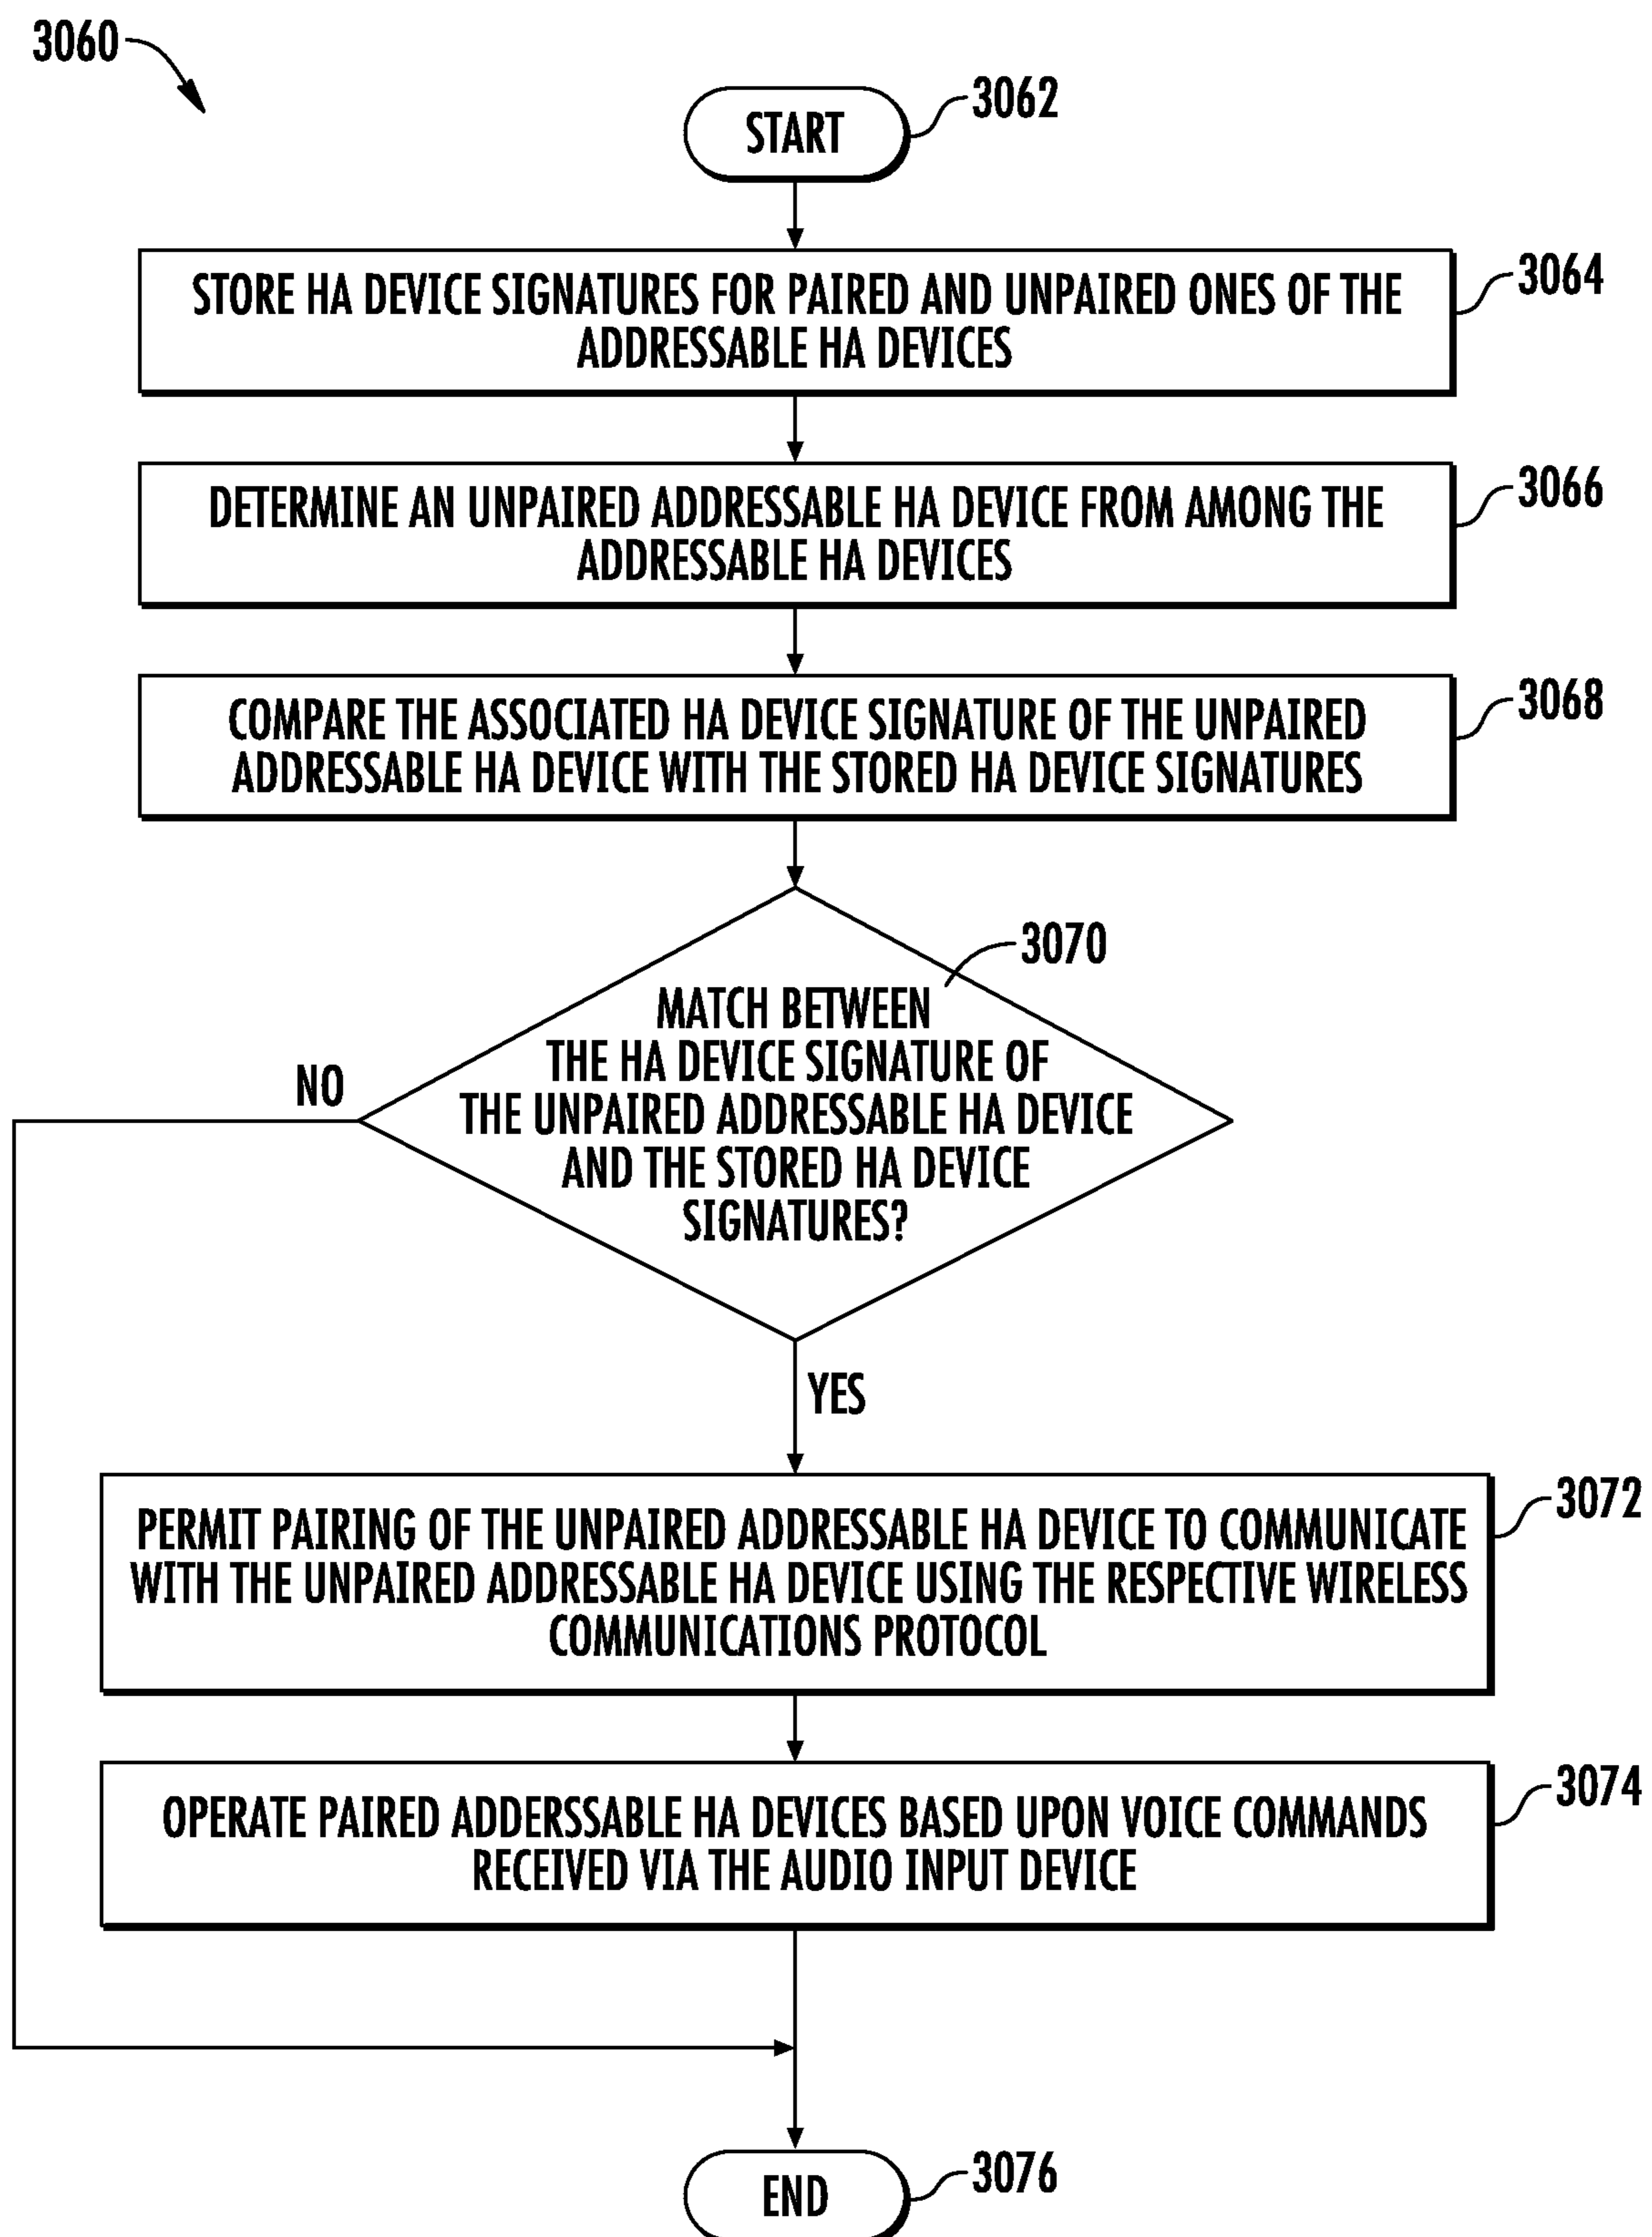 3060
START
3062
STORE HA DEVICE SIGNATURES FOR PAIRED AND UNPAIRED ONES OF THE
ADDRESSABLE HA DEVICES
3064
DETERMINE AN UNPAIRED ADDRESSABLE HA DEVICE FROM AMONG THE
ADDRESSABLE HA DEVICES
3066
COMPARE THE ASSOCIATED HA DEVICE SIGNATURE OF THE UNPAIRED
ADDRESSABLE HA DEVICE WITH THE STORED HA DEVICE SIGNATURES
3068
3070
MATCH BETWEEN
THE HA DEVICE SIGNATURE OF
THE UNPAIRED ADDRESSABLE HA DEVICE
AND THE STORED HA DEVICE
SIGNATURES?
NO
YES
PERMIT PAIRING OF THE UNPAIRED ADDRESSABLE HA DEVICE TO COMMUNICATE
WITH THE UNPAIRED ADDRESSABLE HA DEVICE USING THE RESPECTIVE WIRELESS
COMMUNICATIONS PROTOCOL
3072
OPERATE PAIRED ADDERSSABLE HA DEVICES BASED UPON VOICE COMMANDS
RECEIVED VIA THE AUDIO INPUT DEVICE
3074
END
3076